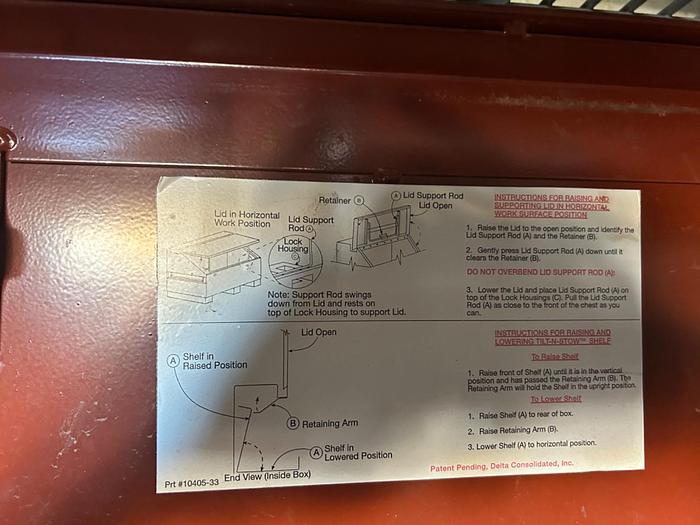 Lid in Horizontal
Work Position
Lid Support
Rod A
Lock
Housing
C
Retainer B
A Lid Support Rod
Lid Open
Note: Support Rod swings
down from Lid and rests on
top of Lock Housing to support Lid.
INSTRUCTIONS FOR RAISING AND
SUPPORTING LID IN HORIZONTAL
WORK SURFACE POSITION
1. Raise the Lid to the open position and identify the
Lid Support Rod (A) and the Retainer (B).
2. Gently press Lid Support Rod (A) down until it
clears the Retainer (B).
DO NOT OVERBEND LID SUPPORT ROD (A):
3. Lower the Lid and place Lid Support Rod (A) on
top of the Lock Housings (C). Pull the Lid Support
Rod (A) as close to the front of the chest as you
can.
Lid Open
A Shelf in
Raised Position
B Retaining Arm
A Shelf in
Lowered Position
End View (Inside Box)
Prt #10405-33
INSTRUCTIONS FOR RAISING AND
LOWERING TILT-N-STOW™ SHELF
To Raise Shelf
1. Raise front of Shelf (A) until it is in the vertical
position and has passed the Retaining Arm (B). The
Retaining Arm will hold the Shelf in the upright position.
To Lower Shelf
1. Raise Shelf (A) to rear of box.
2. Raise Retaining Arm (B).
3. Lower Shelf (A) to horizontal position.
Patent Pending, Delta Consolidated, Inc.